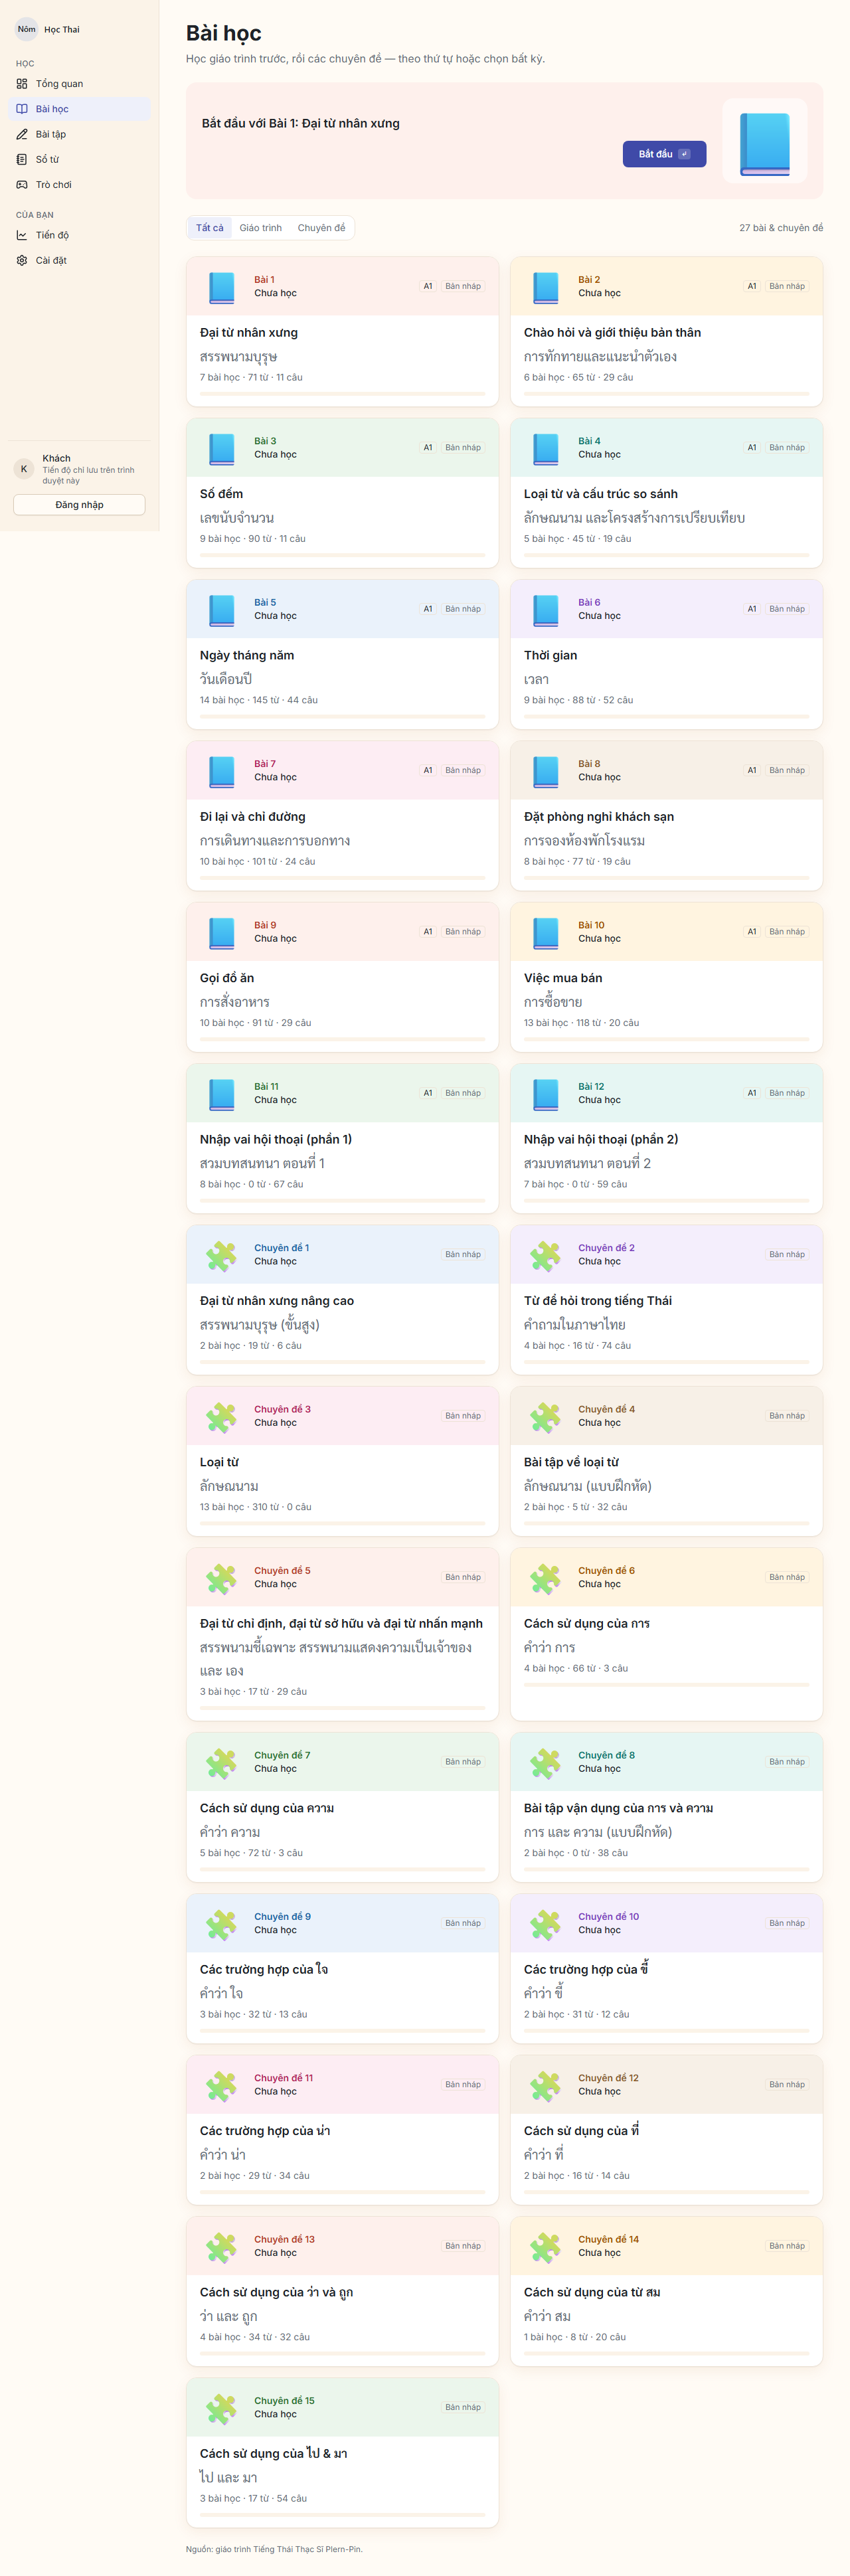 Nôm
Học Thai
HỌC
Tổng quan
Bài học
Bài tập
Sổ từ
Trò chơi
CỦA BẠN
Tiến độ
Cài đặt
K
Khách
Tiến độ chỉ lưu trên trình
duyệt này
Đăng nhập
Bài học
Học giáo trình trước, rồi các chuyên đề — theo thứ tự hoặc chọn bất kỳ.
Bắt đầu với Bài 1: Đại từ nhân xưng
Bắt đầu
Tất cả Giáo trình Chuyên đề
27 bài & chuyên đề
Bài 1
Chưa học
A1 Bản nháp
Đại từ nhân xưng
สรรพนามบุรุษ
7 bài học · 71 từ · 11 câu
Bài 2
Chưa học
A1 Bản nháp
Chào hỏi và giới thiệu bản thân
การทักทายและแนะนำตัวเอง
6 bài học · 65 từ · 29 câu
Bài 3
Chưa học
A1 Bản nháp
Số đếm
เลขนับจำนวน
9 bài học · 90 từ · 11 câu
Bài 4
Chưa học
A1 Bản nháp
Loại từ và cấu trúc so sánh
ลักษณนาม และโครงสร้างการเปรียบเทียบ
5 bài học · 45 từ · 19 câu
Bài 5
Chưa học
A1 Bản nháp
Ngày tháng năm
วันเดือนปี
14 bài học · 145 từ · 44 câu
Bài 6
Chưa học
A1 Bản nháp
Thời gian
เวลา
9 bài học · 88 từ · 52 câu
Bài 7
Chưa học
A1 Bản nháp
Đi lại và chỉ đường
การเดินทางและการบอกทาง
10 bài học · 101 từ · 24 câu
Bài 8
Chưa học
A1 Bản nháp
Đặt phòng nghỉ khách sạn
การจองห้องพักโรงแรม
8 bài học · 77 từ · 19 câu
Bài 9
Chưa học
A1 Bản nháp
Gọi đồ ăn
การสั่งอาหาร
10 bài học · 91 từ · 29 câu
Bài 10
Chưa học
A1 Bản nháp
Việc mua bán
การซื้อขาย
13 bài học · 118 từ · 20 câu
Bài 11
Chưa học
A1 Bản nháp
Nhập vai hội thoại (phần 1)
สวมบทสนทนา ตอนที่ 1
8 bài học · 0 từ · 67 câu
Bài 12
Chưa học
A1 Bản nháp
Nhập vai hội thoại (phần 2)
สวมบทสนทนา ตอนที่ 2
7 bài học · 0 từ · 59 câu
Chuyên đề 1
Chưa học
Bản nháp
Đại từ nhân xưng nâng cao
สรรพนามบุรุษ (ขั้นสูง)
2 bài học · 19 từ · 6 câu
Chuyên đề 2
Chưa học
Bản nháp
Từ để hỏi trong tiếng Thái
คำถามในภาษาไทย
4 bài học · 16 từ · 74 câu
Chuyên đề 3
Chưa học
Bản nháp
Loại từ
ลักษณนาม
13 bài học · 310 từ · 0 câu
Chuyên đề 4
Chưa học
Bản nháp
Bài tập về loại từ
ลักษณนาม (แบบฝึกหัด)
2 bài học · 5 từ · 32 câu
Chuyên đề 5
Chưa học
Bản nháp
Đại từ chỉ định, đại từ sở hữu và đại từ nhấn mạnh
สรรพนามชี้เฉพาะ สรรพนามแสดงความเป็นเจ้าของ
และ เอง
3 bài học · 17 từ · 29 câu
Chuyên đề 6
Chưa học
Bản nháp
Cách sử dụng của การ
คำว่า การ
4 bài học · 66 từ · 3 câu
Chuyên đề 7
Chưa học
Bản nháp
Cách sử dụng của ความ
คำว่า ความ
5 bài học · 72 từ · 3 câu
Chuyên đề 8
Chưa học
Bản nháp
Bài tập vận dụng của การ và ความ
การ และ ความ (แบบฝึกหัด)
2 bài học · 0 từ · 38 câu
Chuyên đề 9
Chưa học
Bản nháp
Các trường hợp của ใจ
คำว่า ใจ
3 bài học · 32 từ · 13 câu
Chuyên đề 10
Chưa học
Bản nháp
Các trường hợp của ขี้
คำว่า ขี้
2 bài học · 31 từ · 12 câu
Chuyên đề 11
Chưa học
Bản nháp
Các trường hợp của น่า
คำว่า น่า
2 bài học · 29 từ · 34 câu
Chuyên đề 12
Chưa học
Bản nháp
Cách sử dụng của ที่
คำว่า ที่
2 bài học · 16 từ · 14 câu
Chuyên đề 13
Chưa học
Bản nháp
Cách sử dụng của ว่า và ถูก
ว่า และ ถูก
4 bài học · 34 từ · 32 câu
Chuyên đề 14
Chưa học
Bản nháp
Cách sử dụng của từ สม
คำว่า สม
1 bài học · 8 từ · 20 câu
Chuyên đề 15
Chưa học
Bản nháp
Cách sử dụng của ไป & มา
ไป และ มา
3 bài học · 17 từ · 54 câu
Nguồn: giáo trình Tiếng Thái Thạc Sĩ Plern-Pin.